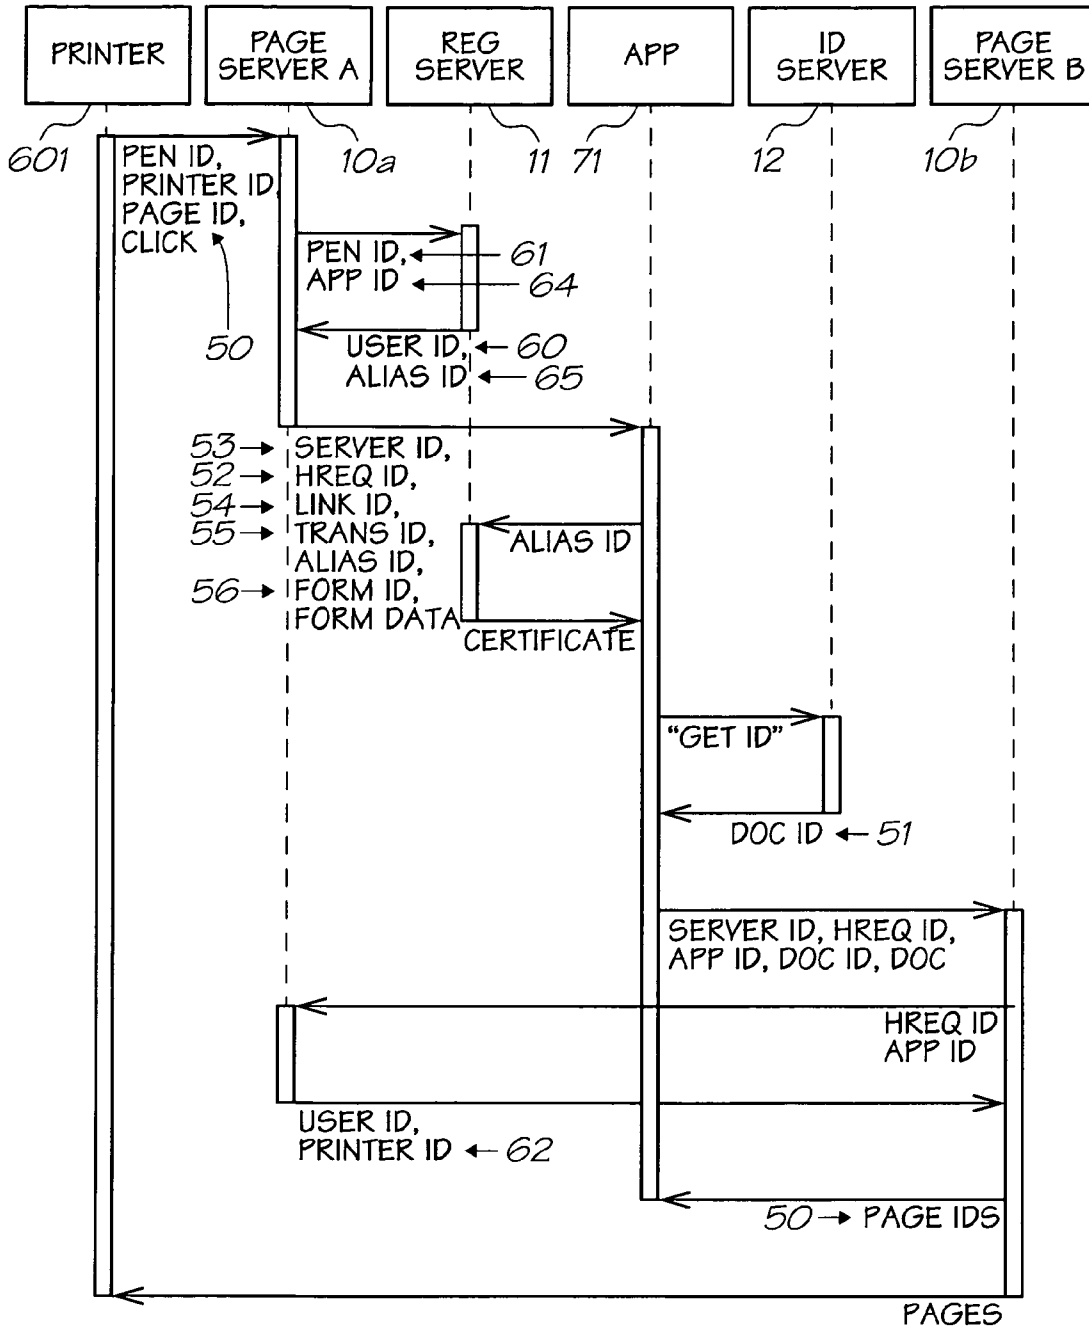 PRINTER
PAGE
SERVER A
REG
SERVER
APP
ID
SERVER
PAGE
SERVER B
601
10a
11
71
12
10b
PEN ID,
PRINTER ID,
PAGE ID,
CLICK
50
PEN ID,
61
APP ID
64
USER ID,
60
ALIAS ID
65
53
SERVER ID,
52
HREQ ID,
54
LINK ID,
55
TRANS ID,
ALIAS ID,
56
FORM ID,
FORM DATA
ALIAS ID
CERTIFICATE
“GET ID”
DOC ID
51
SERVER ID, HREQ ID,
APP ID, DOC ID, DOC
HREQ ID
APP ID
USER ID,
PRINTER ID
62
50
PAGE IDS
PAGES